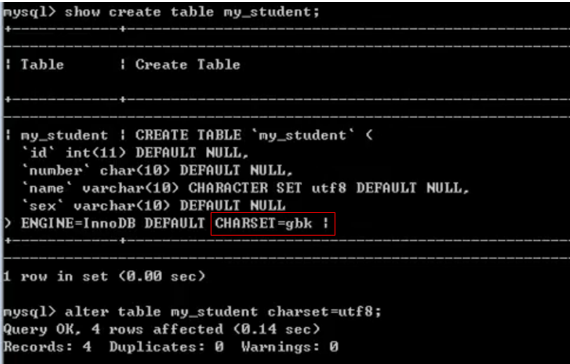 mysql> show create table my_student;
+-----------+-----------------------------------------------------------
| Table | Create Table
+-----------+-----------------------------------------------------------
| my_student | CREATE TABLE `my_student` (
`id` int(11) DEFAULT NULL,
`number` char(10) DEFAULT NULL,
`name` varchar(10) CHARACTER SET utf8 DEFAULT NULL,
`sex` varchar(10) DEFAULT NULL
) ENGINE=InnoDB DEFAULT CHARSET=gbk |
+-----------+-----------------------------------------------------------
1 row in set (0.00 sec)
mysql> alter table my_student charset=utf8;
Query OK, 4 rows affected (0.14 sec)
Records: 4 Duplicates: 0 Warnings: 0